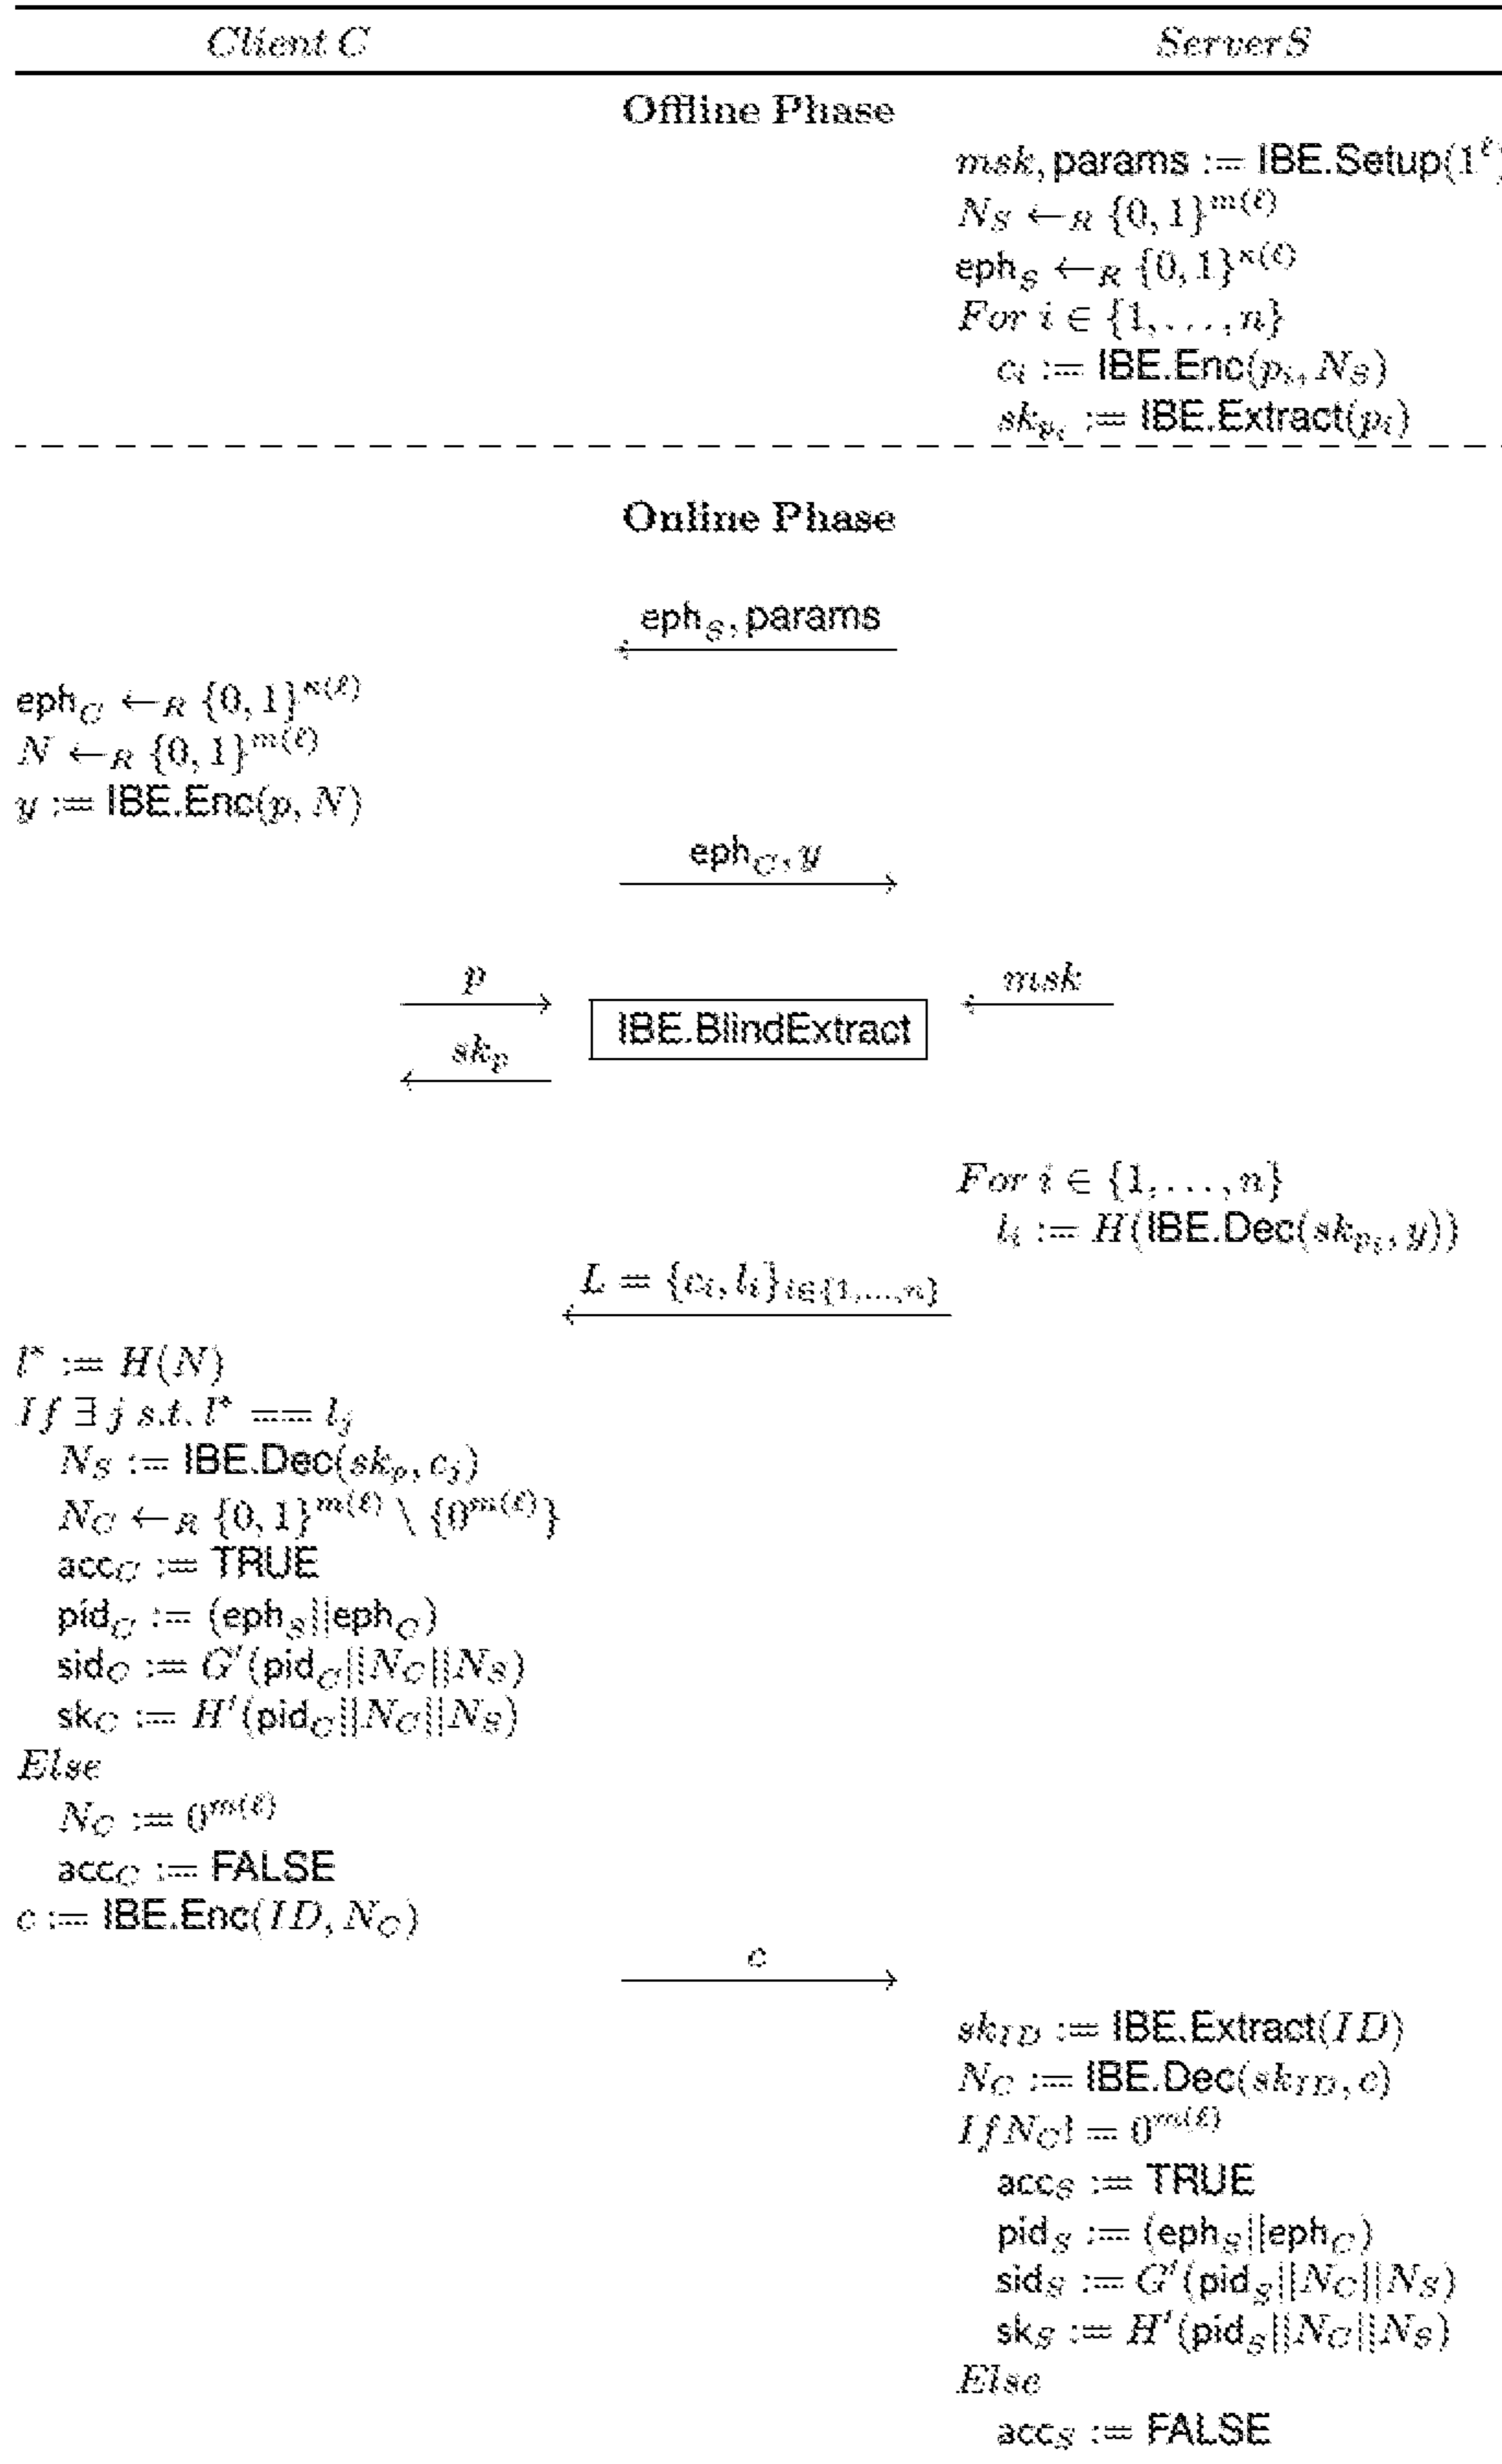 Client C Server S
Offline Phase
msk, params := IBE.Setup(1^ℓ)
N_S ←_R {0, 1}^{m(ℓ)}
eph_S ←_R {0, 1}^{κ(ℓ)}
For i ∈ {1, . . . , n}
c_i := IBE.Enc(p_i, N_S)
sk_{p_i} := IBE.Extract(p_i)
Online Phase
eph_S, params
eph_C ←_R {0, 1}^{κ(ℓ)}
N ←_R {0, 1}^{m(ℓ)}
y := IBE.Enc(p, N)
eph_C, y
p msk
IBE.BlindExtract
sk_p
For i ∈ {1, . . . , n}
l_i := H(IBE.Dec(sk_{p_i}, y))
L = {c_i, l_i}_{i∈{1,...,n}}
l* := H(N)
If ∃ j s.t. l* == l_j
N_S := IBE.Dec(sk_p, c_j)
N_C ←_R {0, 1}^{m(ℓ)} \ {0^{m(ℓ)}}
acc_C := TRUE
pid_C := (eph_S||eph_C)
sid_C := G'(pid_C||N_C||N_S)
sk_C := H'(pid_C||N_C||N_S)
Else
N_C := 0^{m(ℓ)}
acc_C := FALSE
c := IBE.Enc(ID, N_C)
c
sk_{ID} := IBE.Extract(ID)
N_C := IBE.Dec(sk_{ID}, c)
If N_C! = 0^{m(ℓ)}
acc_S := TRUE
pid_S := (eph_S||eph_C)
sid_S := G'(pid_S||N_C||N_S)
sk_S := H'(pid_S||N_C||N_S)
Else
acc_S := FALSE